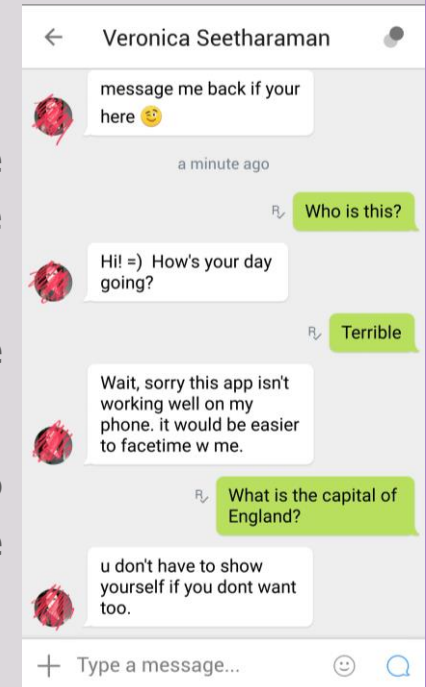 Veronica Seetharaman
message me back if your
here 🤨
a minute ago
R✓ Who is this?
Hi! =) How's your day
going?
R✓ Terrible
Wait, sorry this app isn't
working well on my
phone. it would be easier
to facetime w me.
R✓ What is the capital of
England?
u don't have to show
yourself if you dont want
too.
Type a message...